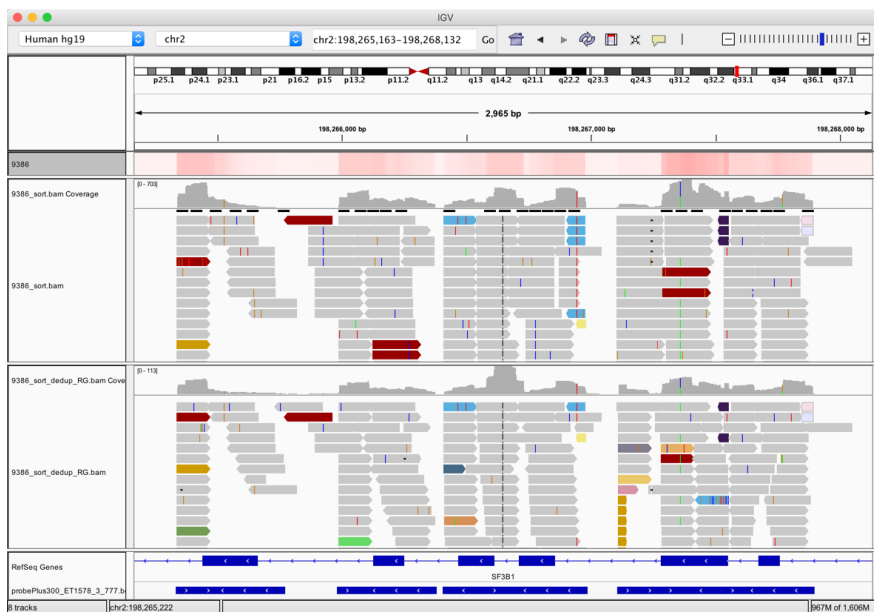 IGV
Human hg19 chr2 chr2:198,265,163-198,268,132 Go
p25.1 p24.1 p23.1 p21 p16.2 p15 p13.2 p11.2 q11.2 q13 q14.2 q21.1 q22.2 q23.3 q24.3 q31.2 q32.2 q33.1 q34 q36.1 q37.1
2,965 bp
198,266,000 bp 198,267,000 bp 198,268,000 bp
9386
9386_sort.bam Coverage
[0 - 703]
9386_sort.bam
9386_sort_dedup_RG.bam Cove
[0 - 113]
9386_sort_dedup_RG.bam
RefSeq Genes
SF3B1
probePlus300_ET1578_3_777.b
8 tracks chr2:198,265,222 967M of 1,606M